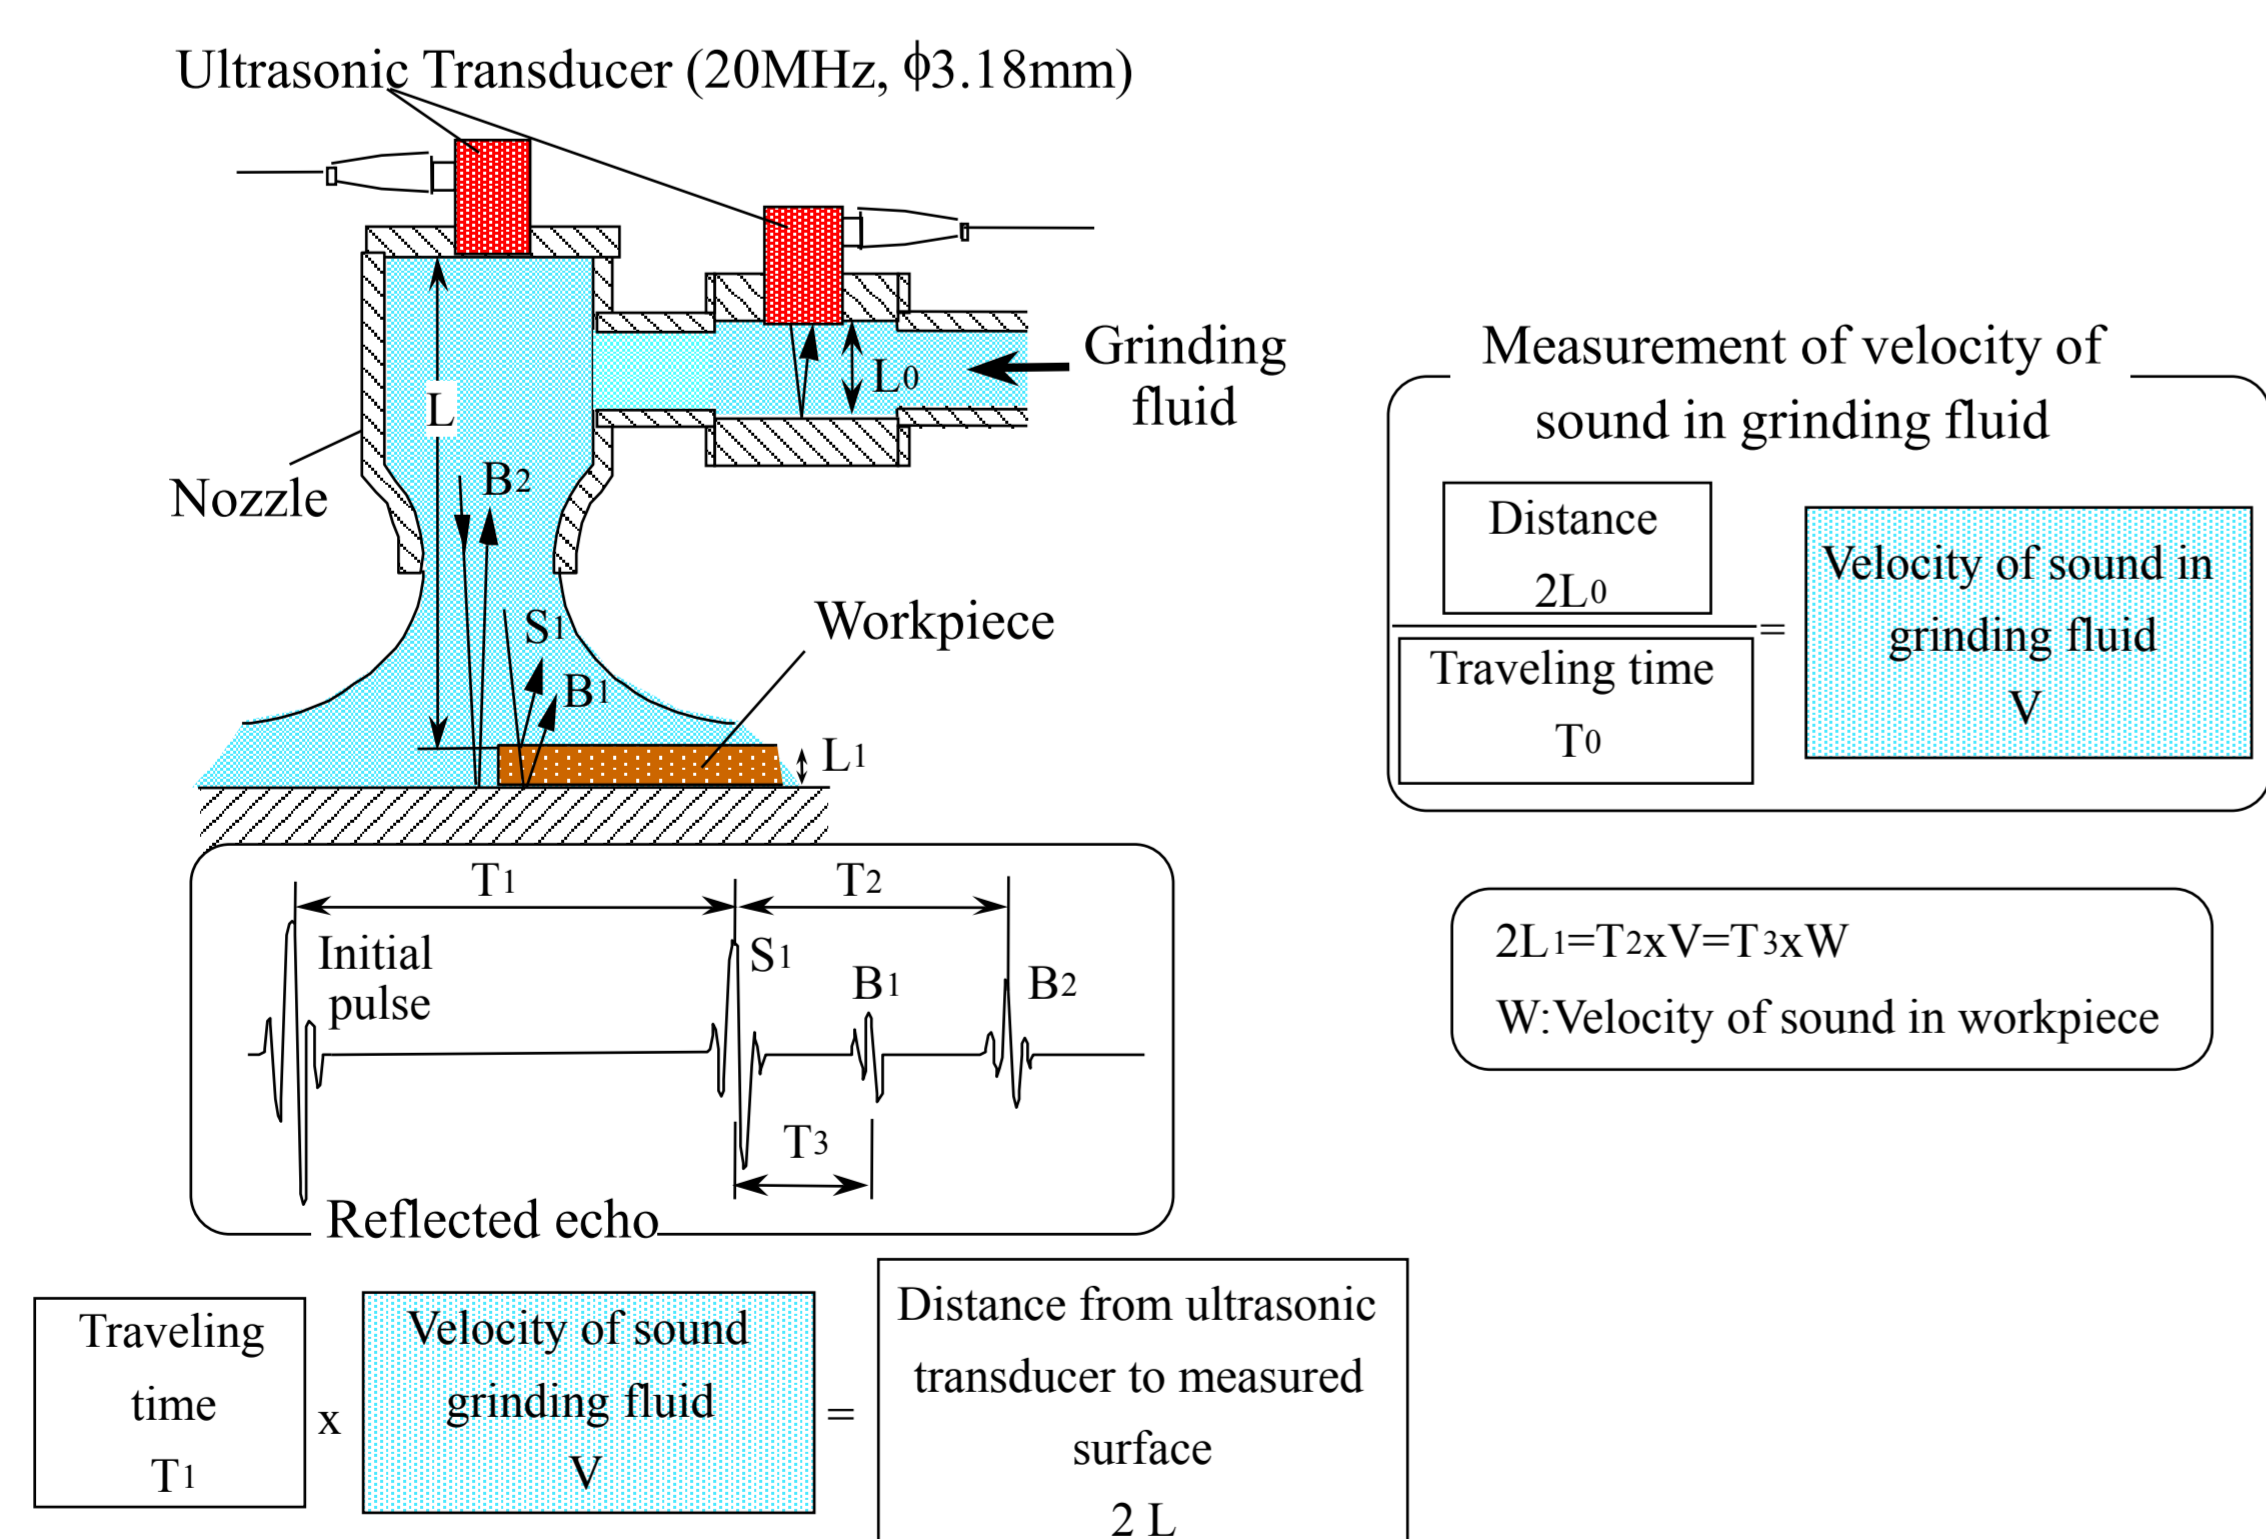 Ultrasonic Transducer (20MHz, ϕ3.18mm)
L
L0
Grinding
fluid
Nozzle
B2
S1
B1
Workpiece
L1
Measurement of velocity of
sound in grinding fluid
Distance
2L0
Traveling time
T0
=
Velocity of sound in
grinding fluid
V
T1
T2
Initial
pulse
S1
B1
B2
T3
Reflected echo
2L1=T2xV=T3xW
W:Velocity of sound in workpiece
Traveling
time
T1
x
Velocity of sound
grinding fluid
V
=
Distance from ultrasonic
transducer to measured
surface
2 L